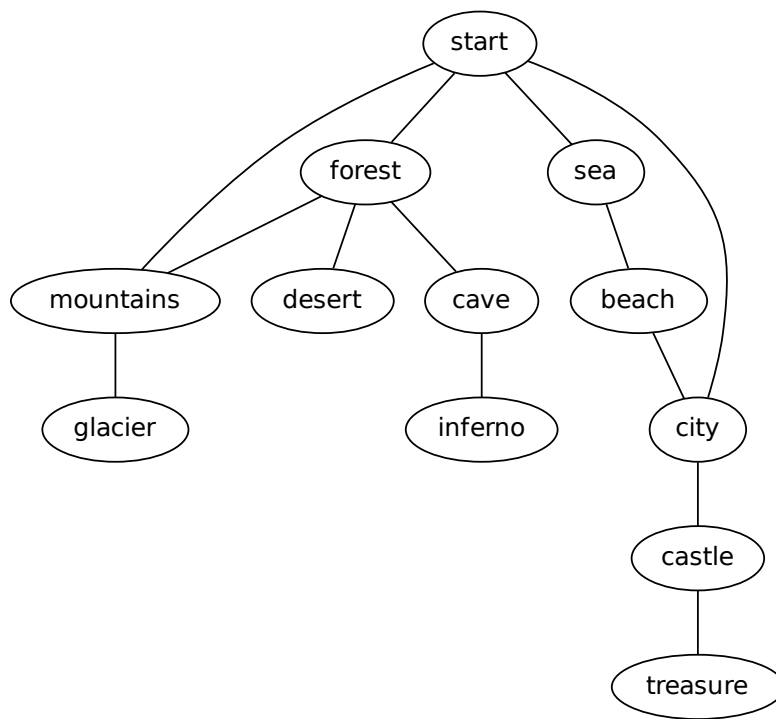 start
forest
sea
mountains
desert
cave
beach
glacier
inferno
city
castle
treasure